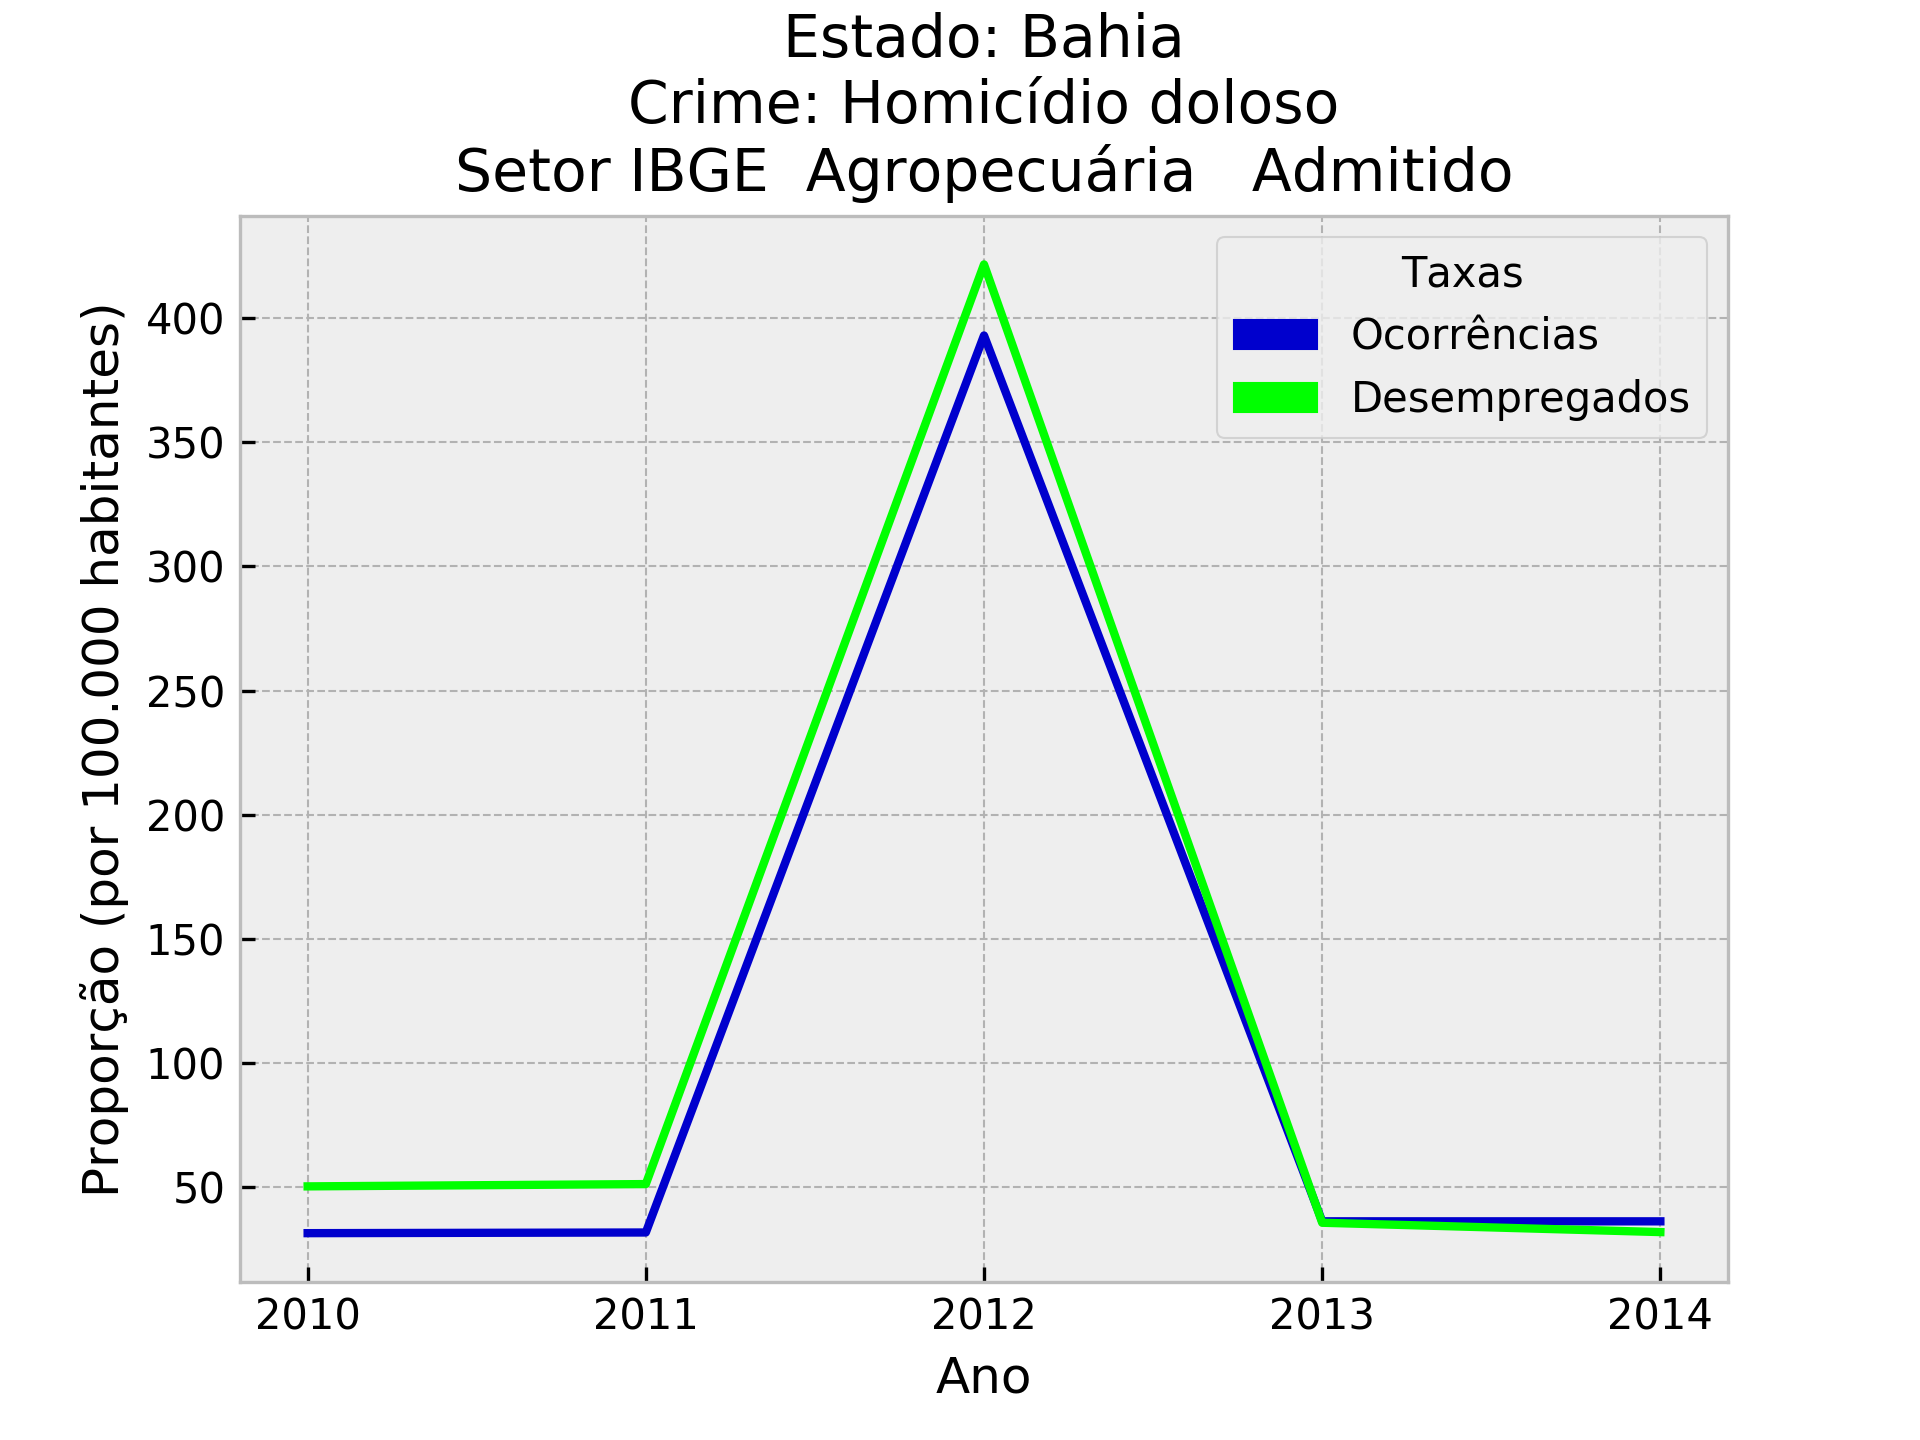 Estado: Bahia
Crime: Homicídio doloso
Setor IBGE  Agropecuária   Admitido
Taxas
Ocorrências
Desempregados
Proporção (por 100.000 habitantes)
400
350
300
250
200
150
100
50
2010 2011 2012 2013 2014
Ano